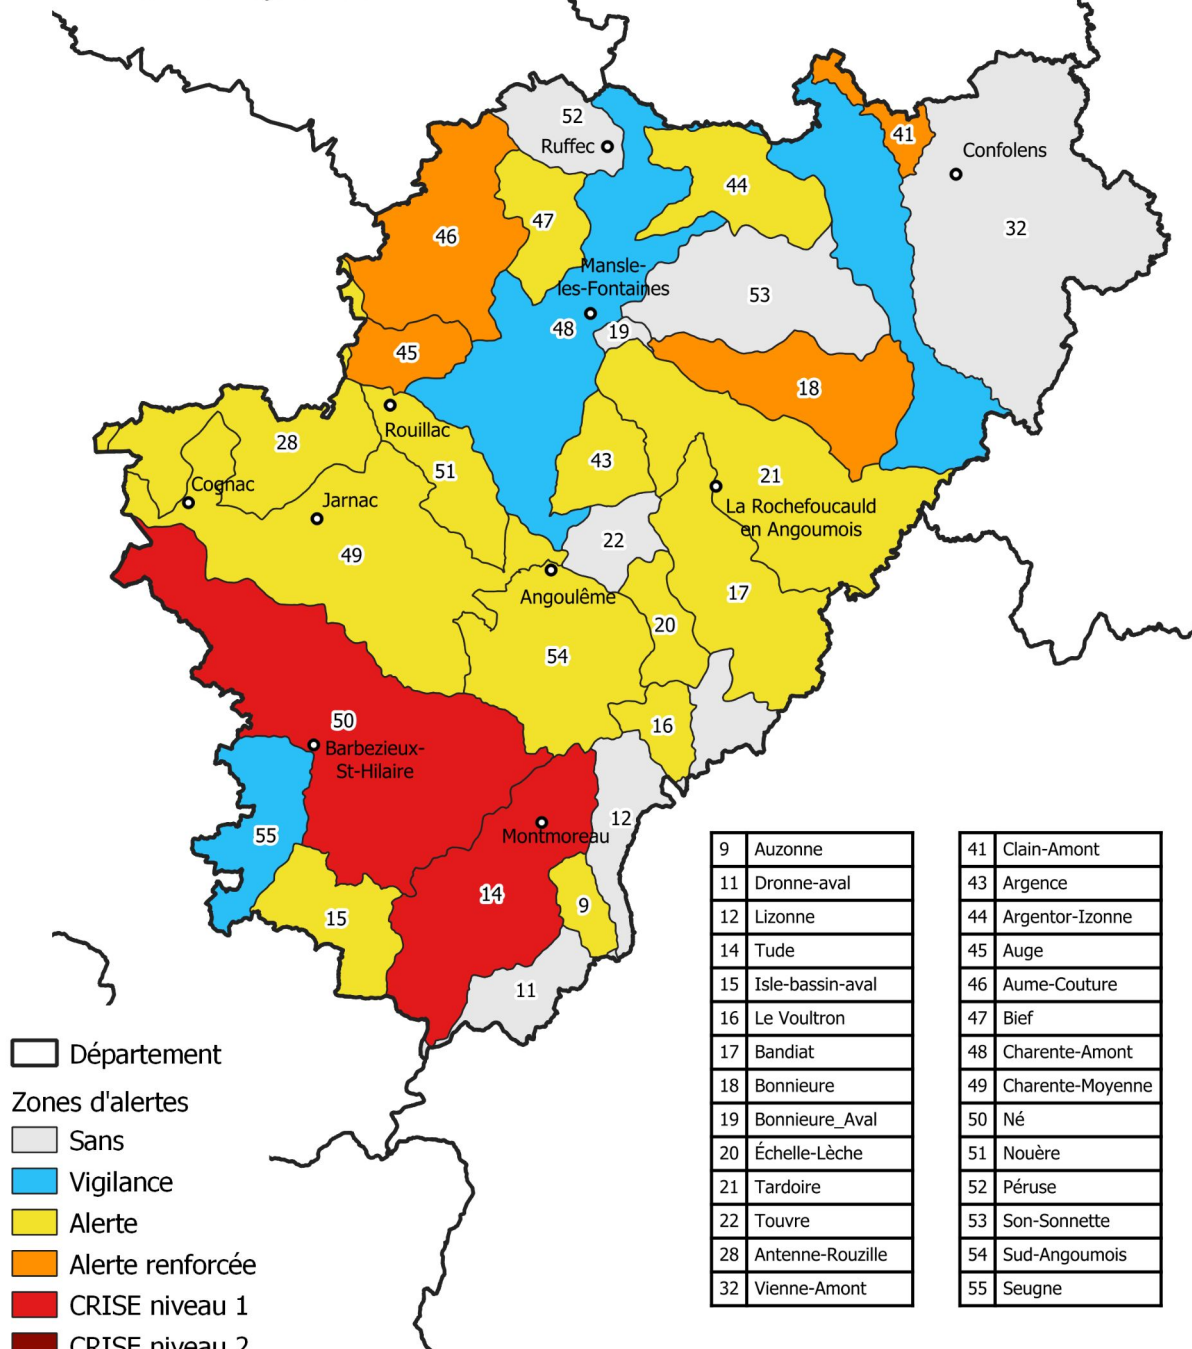 52
Ruffec
41
Confolens
44
47
32
46
Mansle-
les-Fontaines
53
48
19
45
18
Rouillac
28
51
43
21
Cognac
Jarnac
La Rochefoucauld
en Angoumois
22
49
Angoulême
17
20
54
16
50
Barbezieux-
St-Hilaire
12
55
Montmoreau
14
9
15
11
9 Auzonne
11 Dronne-aval
12 Lizonne
14 Tude
15 Isle-bassin-aval
16 Le Voultron
17 Bandiat
18 Bonnieure
19 Bonnieure_Aval
20 Échelle-Lèche
21 Tardoire
22 Touvre
28 Antenne-Rouzille
32 Vienne-Amont
41 Clain-Amont
43 Argence
44 Argentor-Izonne
45 Auge
46 Aume-Couture
47 Bief
48 Charente-Amont
49 Charente-Moyenne
50 Né
51 Nouère
52 Péruse
53 Son-Sonnette
54 Sud-Angoumois
55 Seugne
Département
Zones d'alertes
Sans
Vigilance
Alerte
Alerte renforcée
CRISE niveau 1
CRISE niveau 2